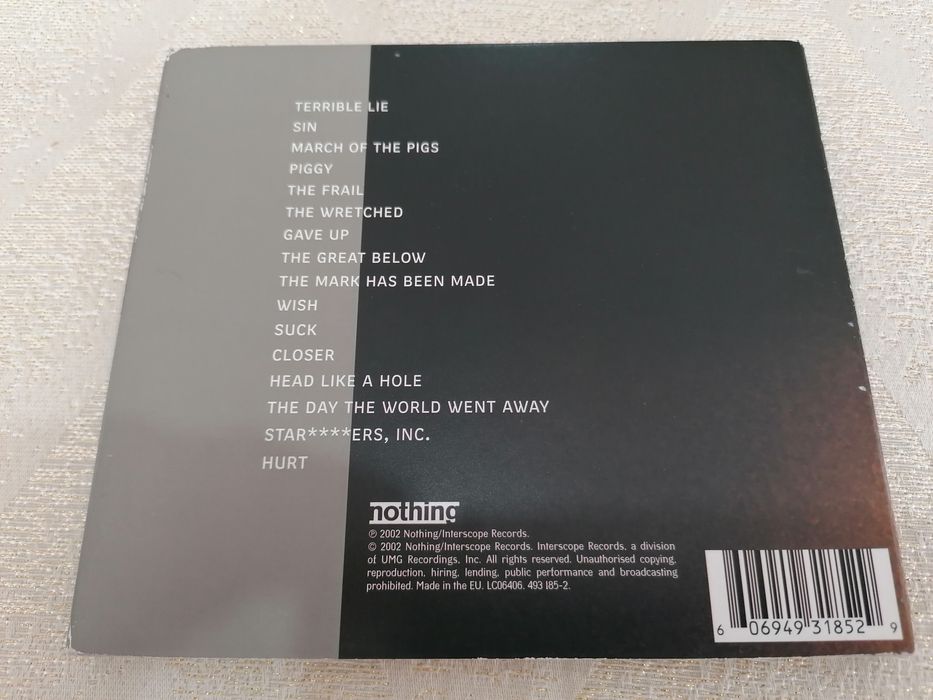 TERRIBLE LIE
SIN
MARCH OF THE PIGS
PIGGY
THE FRAIL
THE WRETCHED
GAVE UP
THE GREAT BELOW
THE MARK HAS BEEN MADE
WISH
SUCK
CLOSER
HEAD LIKE A HOLE
THE DAY THE WORLD WENT AWAY
STAR****ERS, INC.
HURT
nothing
℗ 2002 Nothing/Interscope Records.
© 2002 Nothing/Interscope Records. Interscope Records, a division
of UMG Recordings, Inc. All rights reserved. Unauthorised copying,
reproduction, hiring, lending, public performance and broadcasting
prohibited. Made in the EU. LC06406. 493 185-2.
6 06949 31852 9